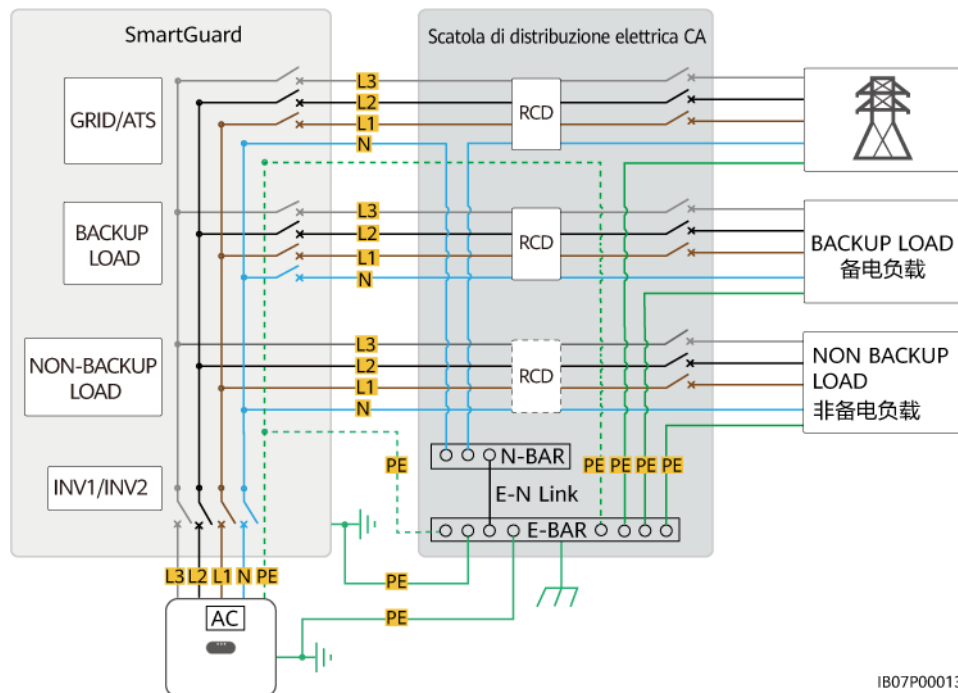 SmartGuard
Scatola di distribuzione elettrica CA
GRID/ATS
L3
L2
L1
N
RCD
BACKUP
LOAD
L3
L2
L1
N
RCD
BACKUP LOAD
备电负载
NON-BACKUP
LOAD
L3
L2
L1
N
RCD
NON BACKUP
LOAD
非备电负载
INV1/INV2
PE
N-BAR
PE
PE
PE
PE
E-N Link
E-BAR
L3
L2
L1
N
PE
PE
PE
AC
IB07P00013